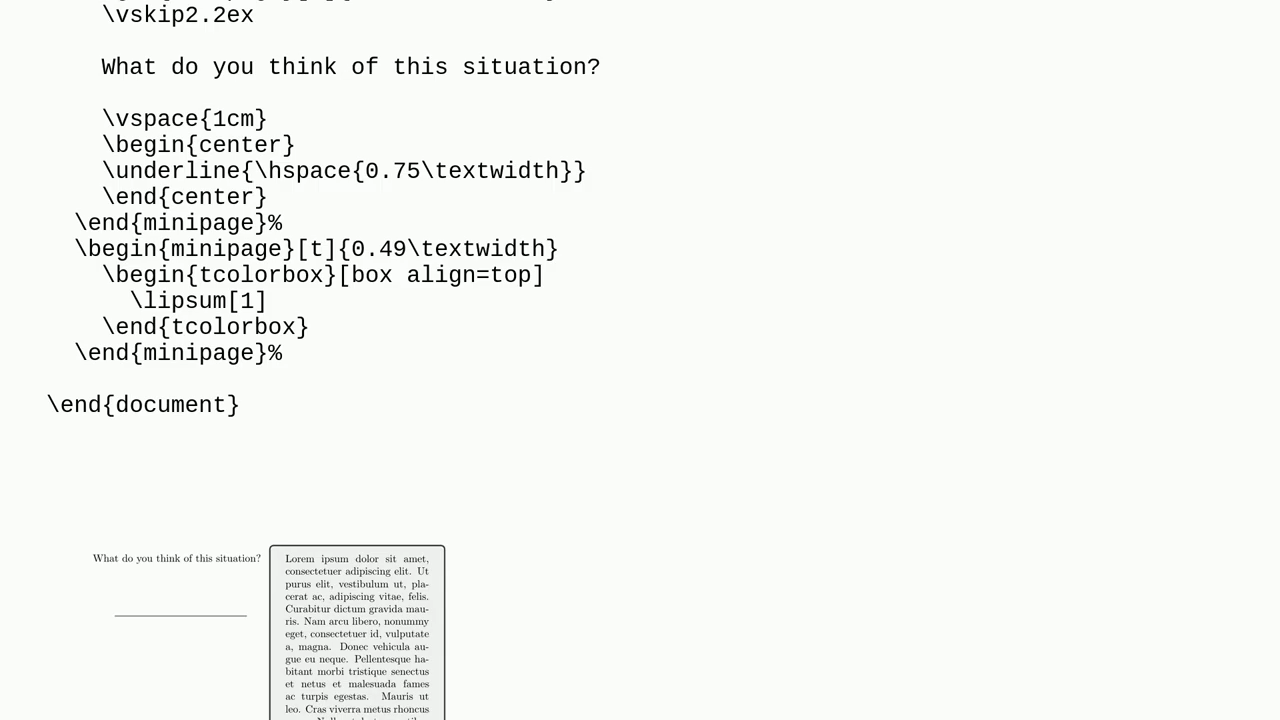 \vskip2.2ex
What do you think of this situation?
\vspace{1cm}
\begin{center}
\underline{\hspace{0.75\textwidth}}
\end{center}
\end{minipage}%
\begin{minipage}[t]{0.49\textwidth}
\begin{tcolorbox}[box align=top]
\lipsum[1]
\end{tcolorbox}
\end{minipage}%
\end{document}
What do you think of this situation?
Lorem ipsum dolor sit amet,
consectetuer adipiscing elit. Ut
purus elit, vestibulum ut, pla-
cerat ac, adipiscing vitae, felis.
Curabitur dictum gravida mau-
ris. Nam arcu libero, nonummy
eget, consectetuer id, vulputate
a, magna. Donec vehicula au-
gue eu neque. Pellentesque ha-
bitant morbi tristique senectus
et netus et malesuada fames
ac turpis egestas. Mauris ut
leo. Cras viverra metus rhoncus